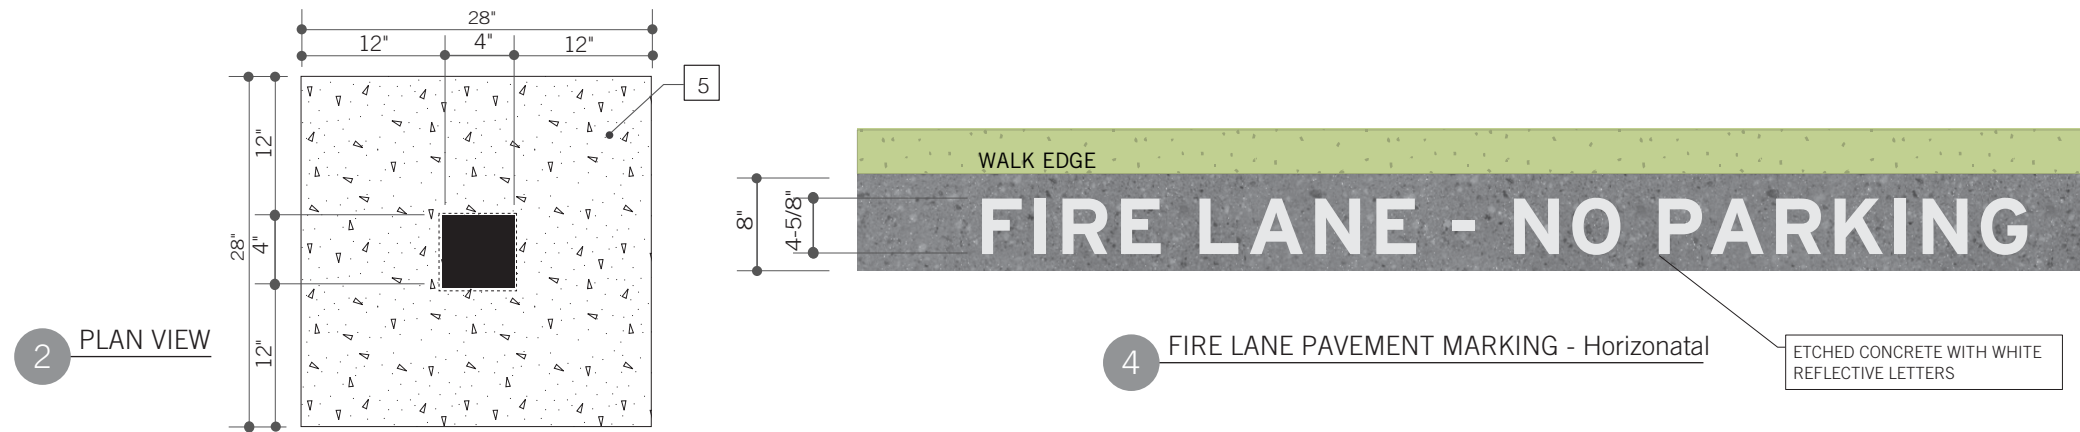 28"
12"
4"
12"
5
12"
28"
4"
12"
2
PLAN VIEW
WALK EDGE
8"
4-5/8"
FIRE LANE - NO PARKING
4
FIRE LANE PAVEMENT MARKING - Horizonatal
ETCHED CONCRETE WITH WHITE
REFLECTIVE LETTERS